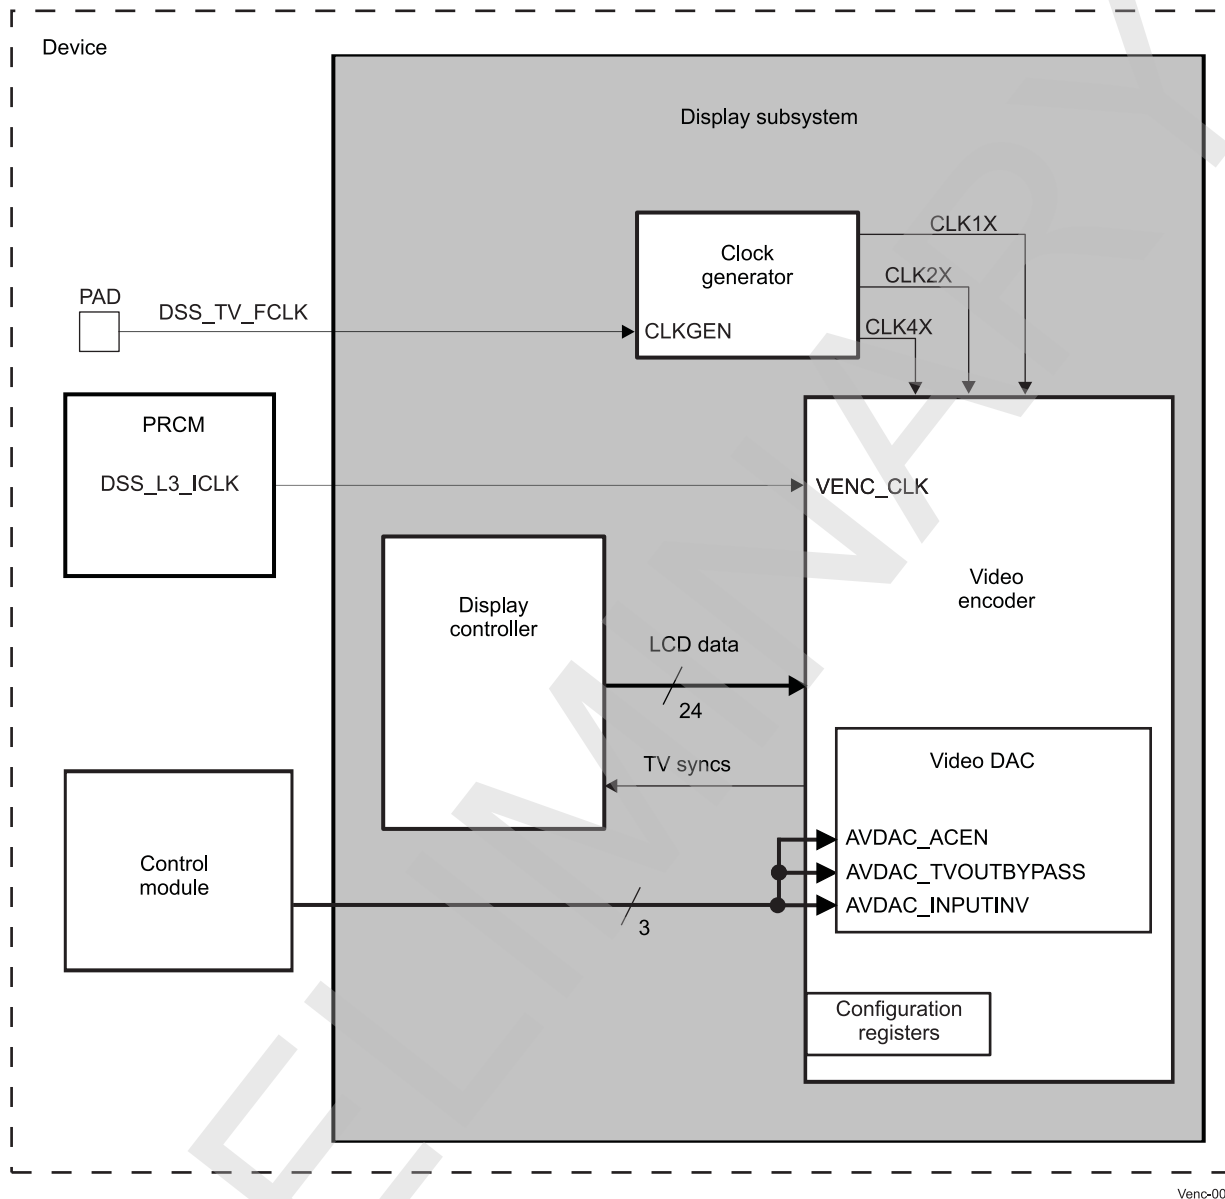 Device
Display subsystem
CLK1X
Clock
generator
CLK2X
PAD
DSS_TV_FCLK
CLKGEN
CLK4X
PRCM
DSS_L3_ICLK
VENC_CLK
Video
encoder
Display
controller
LCD data
24
TV syncs
Video DAC
Control
module
AVDAC_ACEN
AVDAC_TVOUTBYPASS
AVDAC_INPUTINV
3
Configuration
registers
ELIMINARY